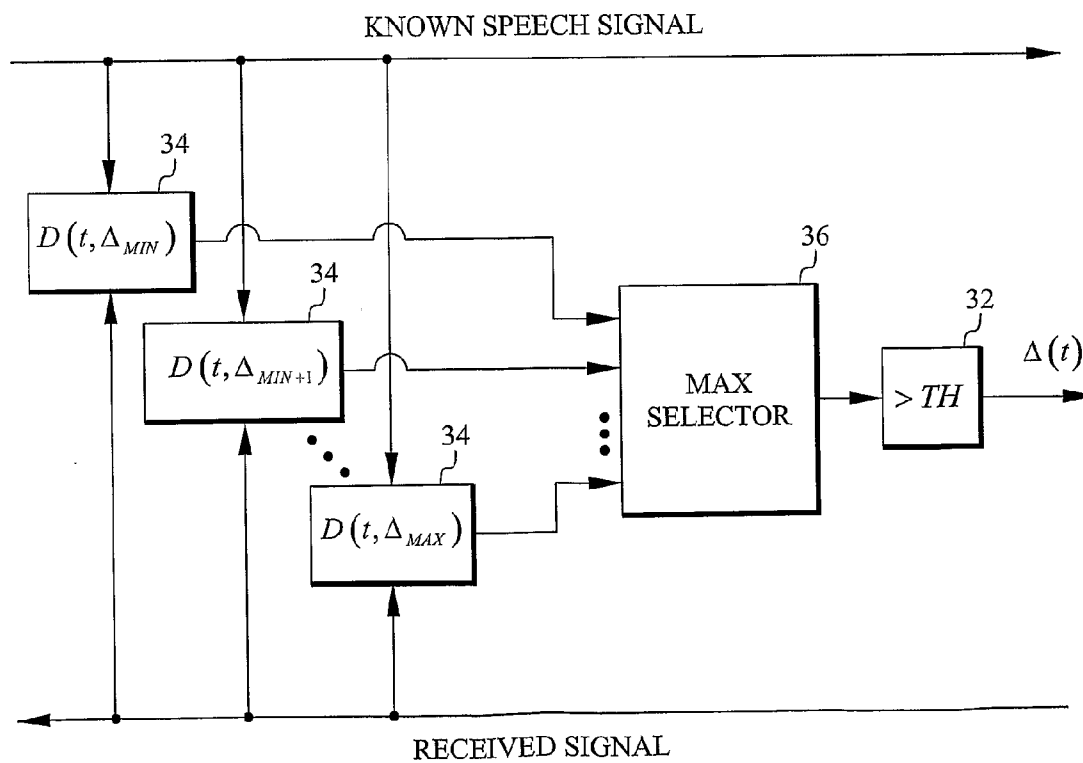 KNOWN SPEECH SIGNAL
34
D(t, Δ_MIN)
34
D(t, Δ_MIN+1)
34
D(t, Δ_MAX)
36
MAX
SELECTOR
32
> TH
Δ(t)
RECEIVED SIGNAL